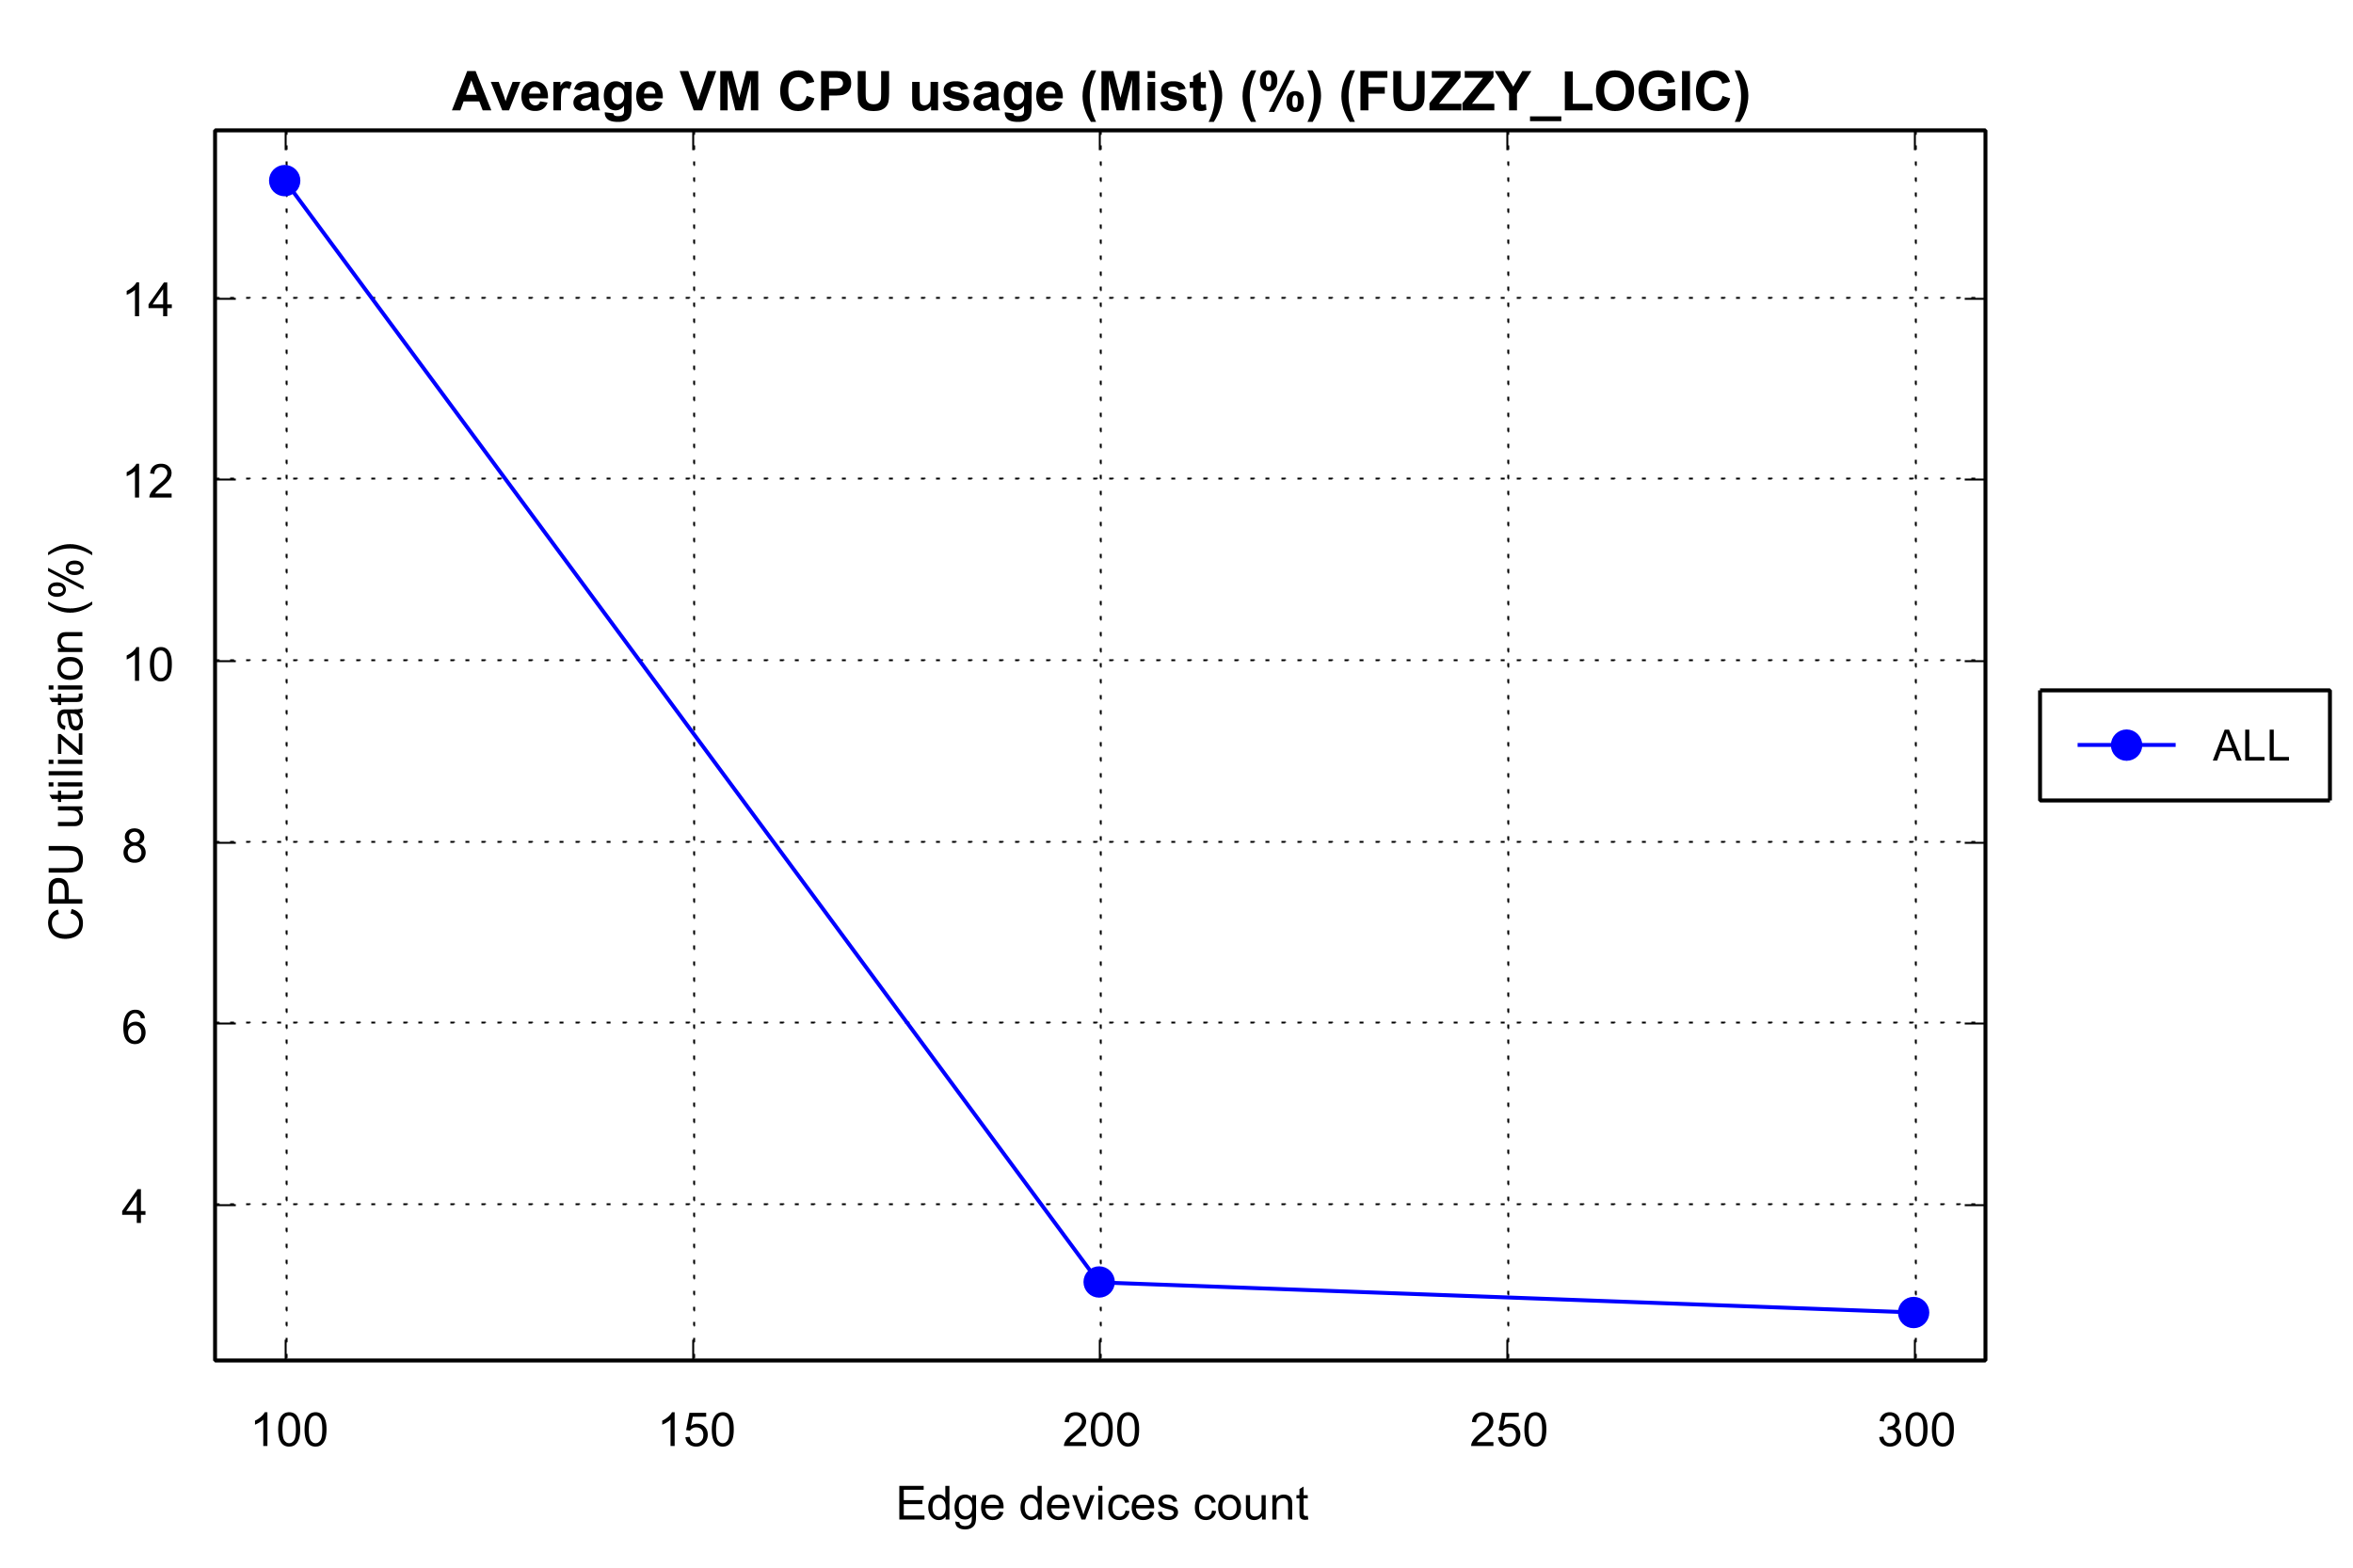 Average VM CPU usage (Mist) (%) (FUZZY_LOGIC)
14
12
10
8
6
4
CPU utilization (%)
ALL
100 150 200 250 300
Edge devices count